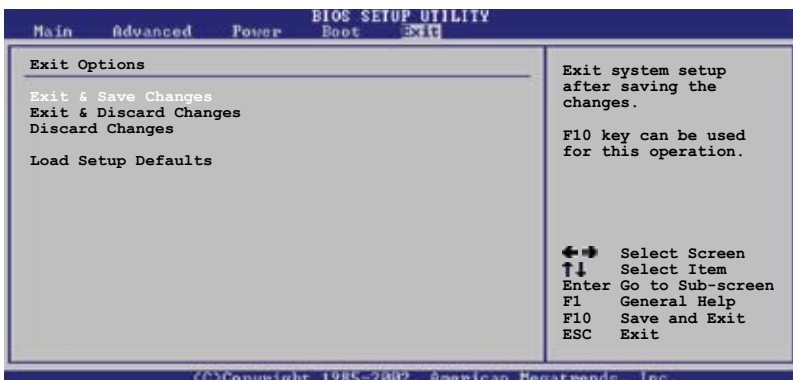 BIOS SETUP UTILITY
Main Advanced Power Boot Exit
Exit Options
Exit & Save Changes
Exit & Discard Changes
Discard Changes
Load Setup Defaults
Exit system setup
after saving the
changes.
F10 key can be used
for this operation.
Select Screen
↑↓ Select Item
Enter Go to Sub-screen
F1 General Help
F10 Save and Exit
ESC Exit
(C)Copyright 1985-2002, American Megatrends, Inc.